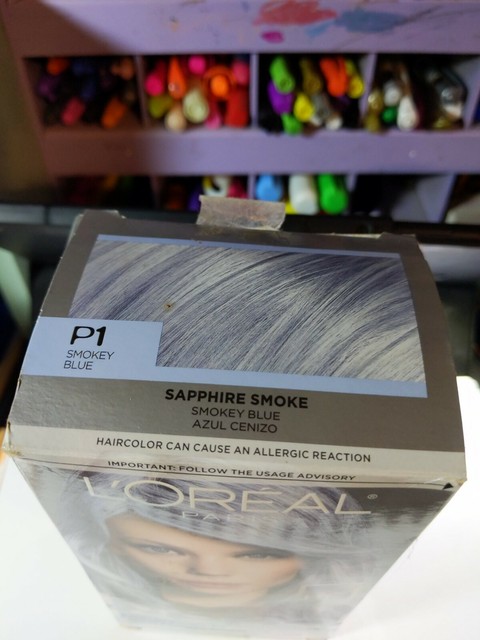 P1
SMOKEY
BLUE
SAPPHIRE SMOKE
SMOKEY BLUE
AZUL CENIZO
HAIRCOLOR CAN CAUSE AN ALLERGIC REACTION
IMPORTANT: FOLLOW THE USAGE ADVISORY
L'ORÉAL®